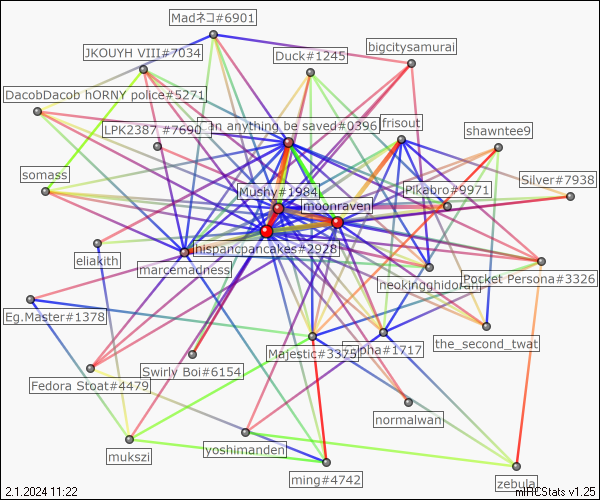 Madネコ#6901
JKOUYH VIII#7034
Duck#1245
bigcitysamurai
DacobDacob hORNY police#5271
LPK2387 #7690
an anything be saved#0396
frisout
shawntee9
somass
Mushy#1984
moonraven
Pikabro#9971
Silver#7938
hispancpancakes#2928
eliakith
marcemadness
neokingghidorah
Pocket Persona#3326
Eg.Master#1378
Majestic#3375
pha#1717
the_second_twat
Fedora Stoat#4479
Swirly Boi#6154
normalwan
mukszi
yoshimanden
ming#4742
zebula
2.1.2024 11:22
mIRCStats v1.25